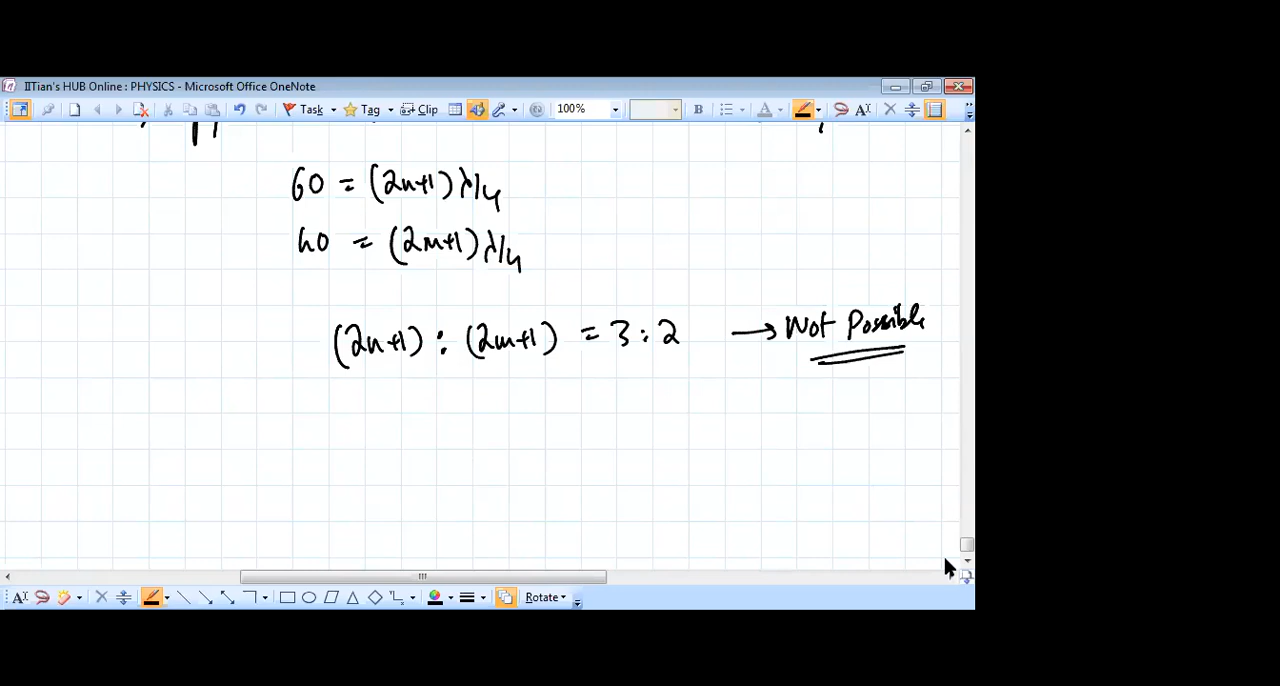 IITian's HUB Online : PHYSICS - Microsoft Office OneNote
Task Tag Clip 100% B A A
60 = (2n+1) λ/4
40 = (2m+1) λ/4
(2n+1) : (2m+1) = 3 : 2 → Not Possible
A Rotate